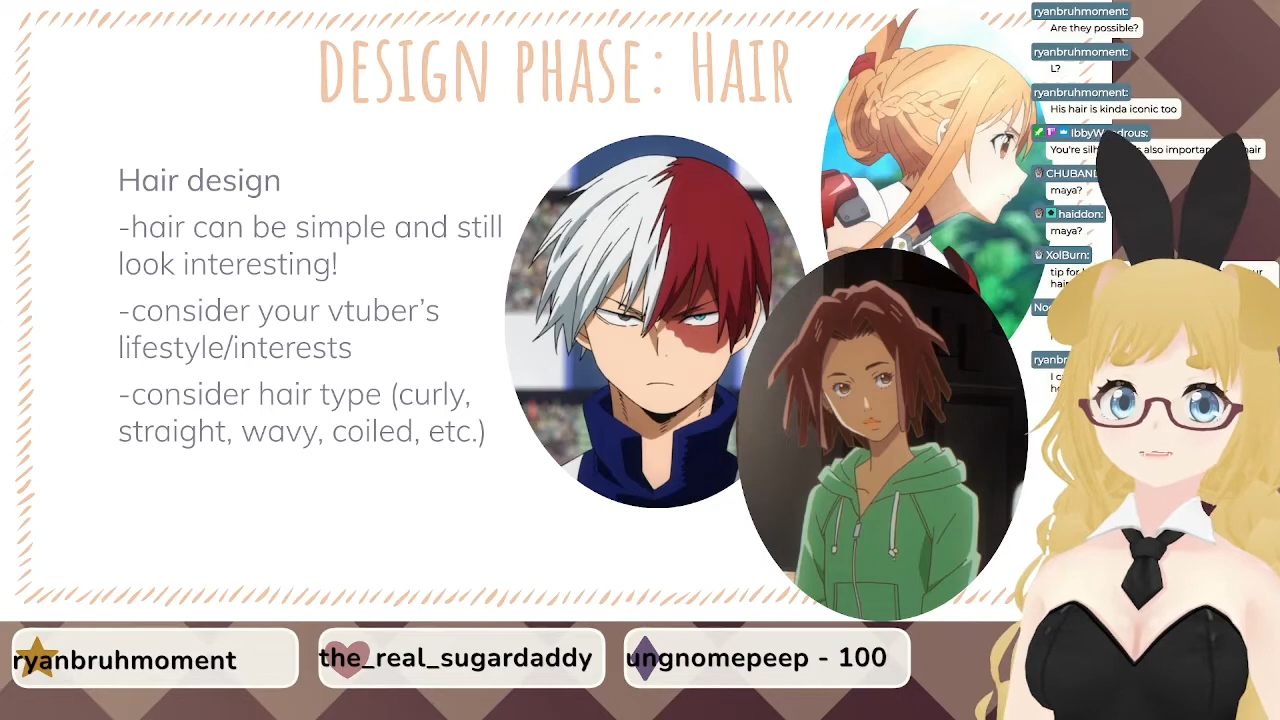 DESIGN PHASE: HAIR
Hair design
-hair can be simple and still
look interesting!
-consider your vtuber's
lifestyle/interests
-consider hair type (curly,
straight, wavy, coiled, etc.)
ryanbruhmoment:
Are they possible?
ryanbruhmoment:
L?
ryanbruhmoment:
His hair is kinda iconic too
You're also hair
maya?
haiddon:
maya?
XolBurn:
tip for
ryanbruhmoment
the_real_sugardaddy
ungnomepeep - 100